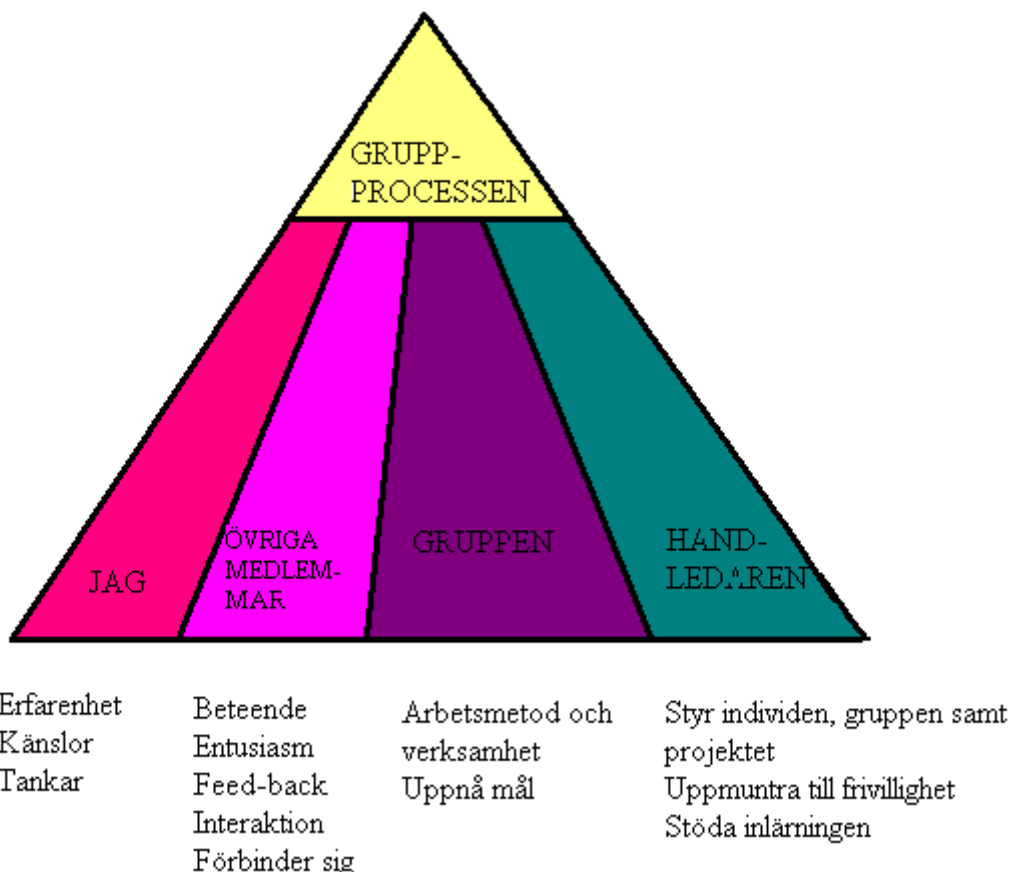 GRUPP-
PROCESSEN
JAG
ÖVRIGA
MEDLEM-
MAR
GRUPPEN
HAND-
LEDAREN
Erfarenhet
Känslor
Tankar
Beteende
Entusiasm
Feed-back
Interaktion
Förbinder sig
Arbetsmetod och
verksamhet
Uppnå mål
Styr individen, gruppen samt
projektet
Uppmuntra till frivillighet
Stöda inlärningen